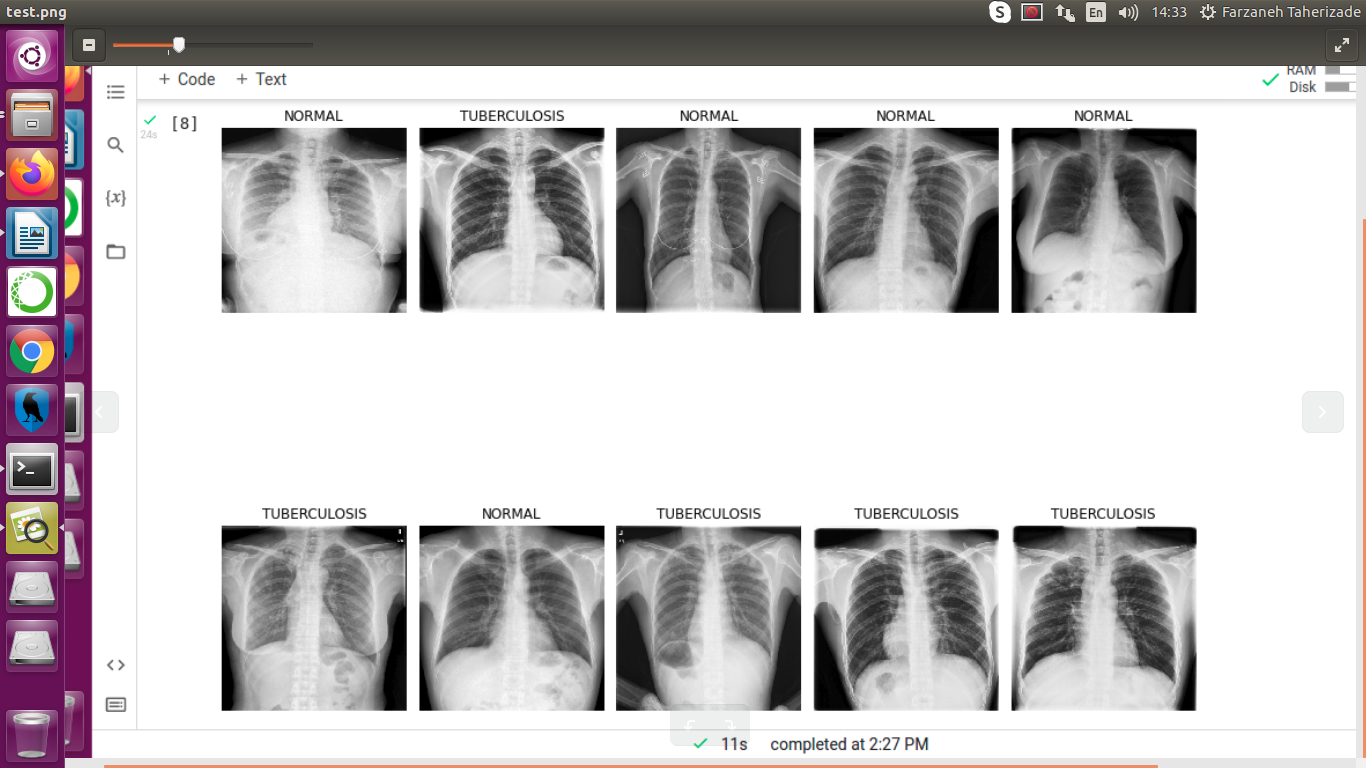 test.png
En
14:33
Farzaneh Taherizade
+ Code + Text
RAM
Disk
24s
[8]
NORMAL TUBERCULOSIS NORMAL NORMAL NORMAL
{x}
TUBERCULOSIS NORMAL TUBERCULOSIS TUBERCULOSIS TUBERCULOSIS
11s completed at 2:27 PM